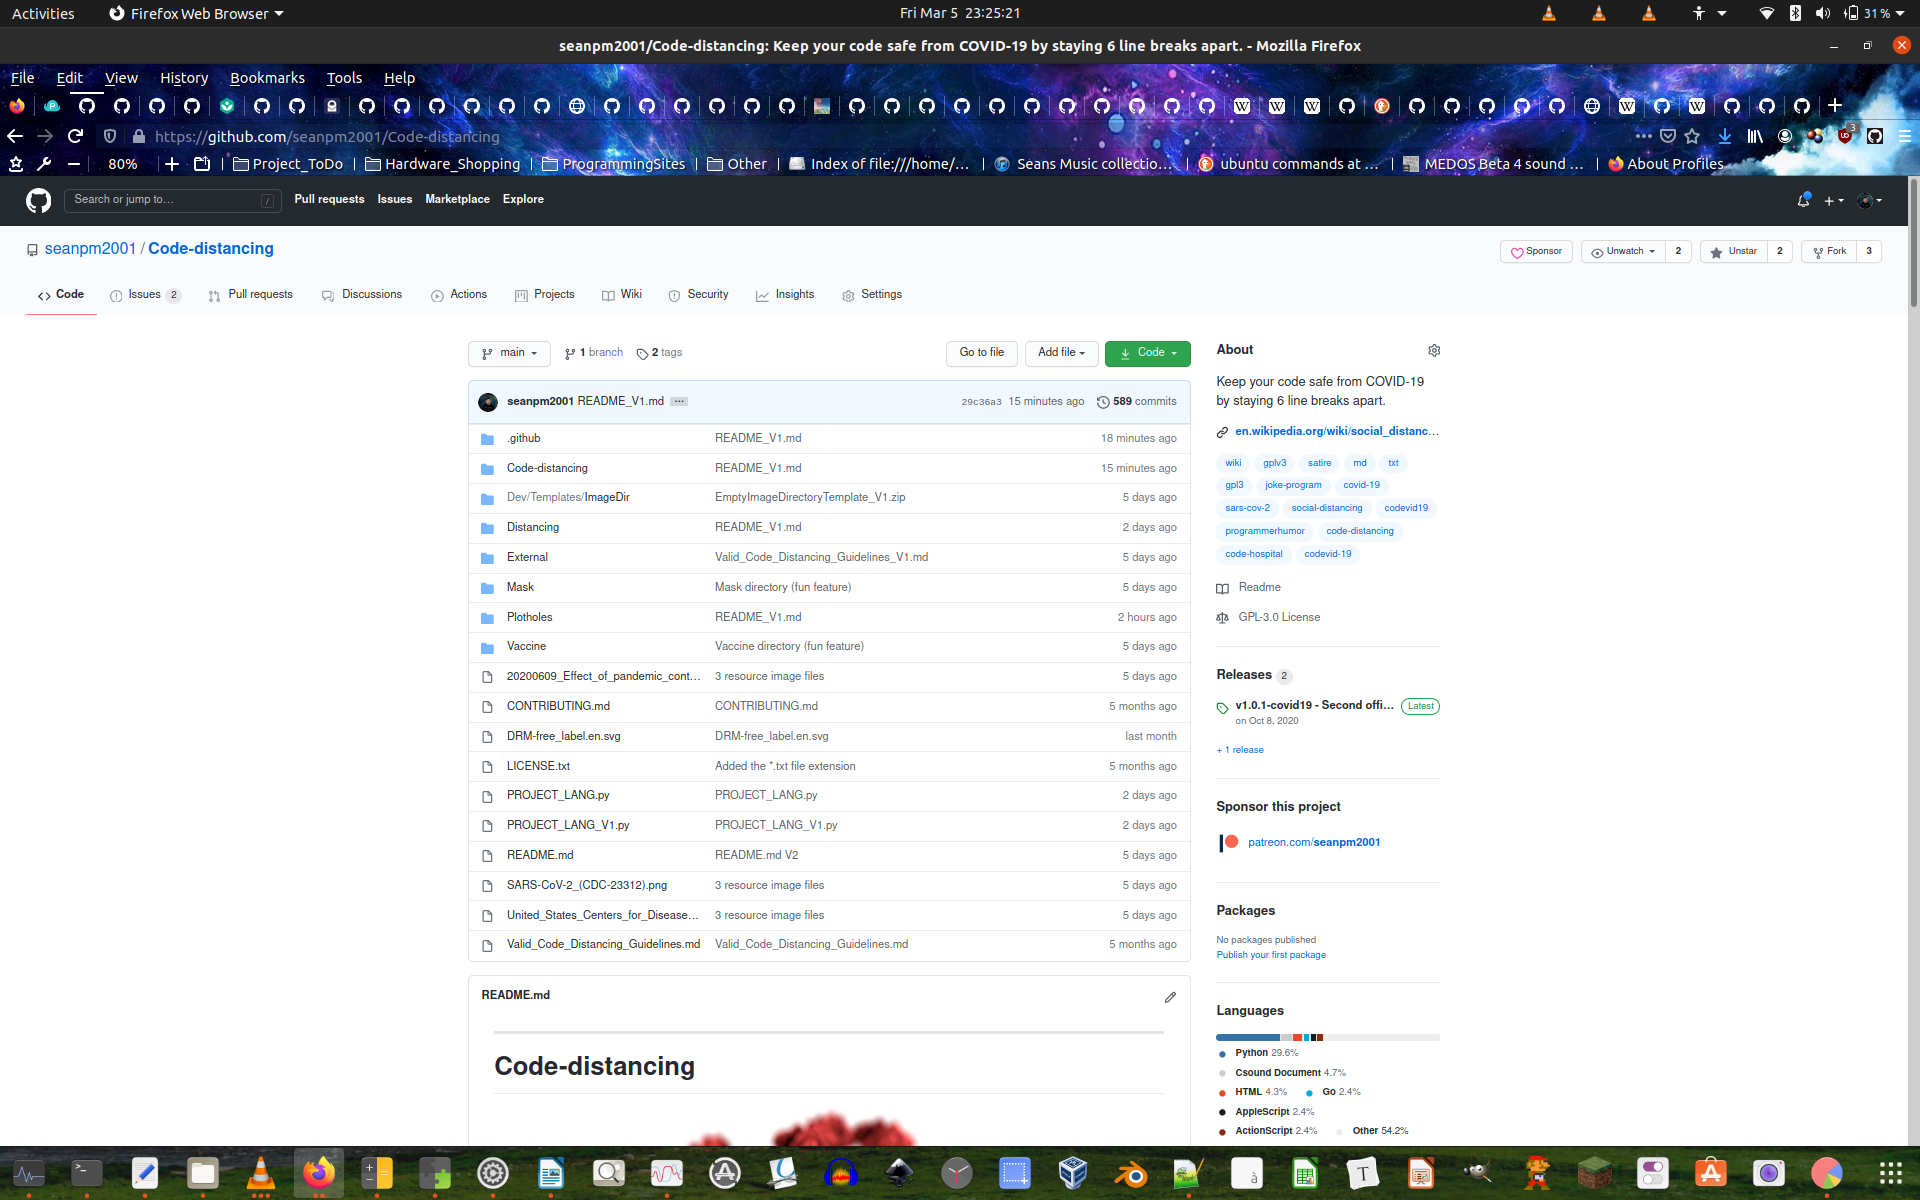 Activities Firefox Web Browser Fri Mar 5 23:25:21 31 %
seanpm2001/Code-distancing: Keep your code safe from COVID-19 by staying 6 line breaks apart. - Mozilla Firefox
File Edit View History Bookmarks Tools Help
https://github.com/seanpm2001/Code-distancing 3
80% Project_ToDo Hardware_Shopping ProgrammingSites Other Index of file:///home/... Seans Music collectio... ubuntu commands at ... MEDOS Beta 4 sound ... About Profiles
Search or jump to... / Pull requests Issues Marketplace Explore
seanpm2001 / Code-distancing Sponsor Unwatch 2 Unstar 2 Fork 3
Code Issues 2 Pull requests Discussions Actions Projects Wiki Security Insights Settings
main 1 branch 2 tags Go to file Add file Code
seanpm2001 README_V1.md ... 29c36a3 15 minutes ago 589 commits
.github README_V1.md 18 minutes ago
Code-distancing README_V1.md 15 minutes ago
Dev/Templates/ImageDir EmptyImageDirectoryTemplate_V1.zip 5 days ago
Distancing README_V1.md 2 days ago
External Valid_Code_Distancing_Guidelines_V1.md 5 days ago
Mask Mask directory (fun feature) 5 days ago
Plotholes README_V1.md 2 hours ago
Vaccine Vaccine directory (fun feature) 5 days ago
20200609_Effect_of_pandemic_cont... 3 resource image files 5 days ago
CONTRIBUTING.md CONTRIBUTING.md 5 months ago
DRM-free_label.en.svg DRM-free_label.en.svg last month
LICENSE.txt Added the *.txt file extension 5 months ago
PROJECT_LANG.py PROJECT_LANG.py 2 days ago
PROJECT_LANG_V1.py PROJECT_LANG_V1.py 2 days ago
README.md README.md V2 5 days ago
SARS-CoV-2_(CDC-23312).png 3 resource image files 5 days ago
United_States_Centers_for_Disease... 3 resource image files 5 days ago
Valid_Code_Distancing_Guidelines.md Valid_Code_Distancing_Guidelines.md 5 months ago
README.md
Code-distancing
About
Keep your code safe from COVID-19
by staying 6 line breaks apart.
en.wikipedia.org/wiki/social_distanc...
wiki gplv3 satire md txt
gpl3 joke-program covid-19
sars-cov-2 social-distancing codevid19
programmerhumor code-distancing
code-hospital codevid-19
Readme
GPL-3.0 License
Releases 2
v1.0.1-covid19 - Second offi... Latest
on Oct 8, 2020
+ 1 release
Sponsor this project
patreon.com/seanpm2001
Packages
No packages published
Publish your first package
Languages
Python 29.6%
Csound Document 4.7%
HTML 4.3% Go 2.4%
AppleScript 2.4%
ActionScript 2.4% Other 54.2%